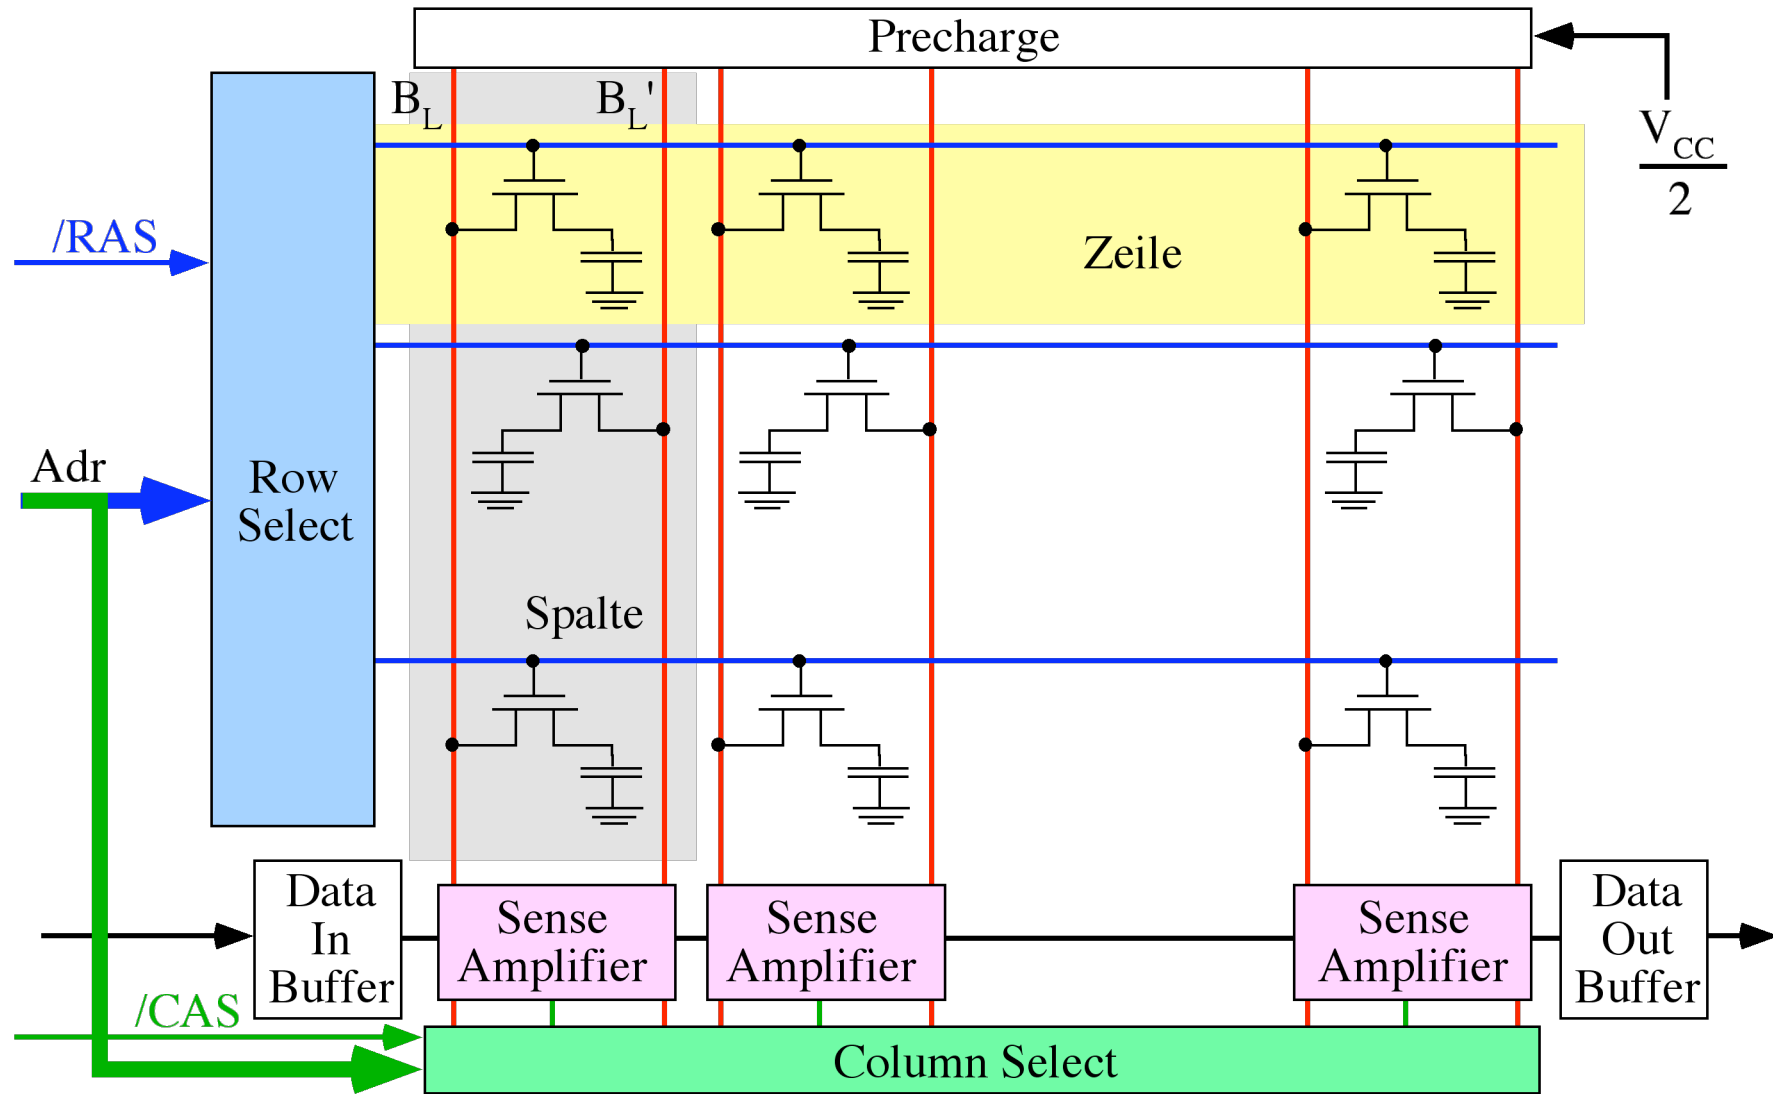 Precharge
B_L
B_L'
V_CC
2
/RAS
Zeile
Adr
Row
Select
Spalte
Data
In
Buffer
Sense
Amplifier
Sense
Amplifier
Sense
Amplifier
Data
Out
Buffer
/CAS
Column Select